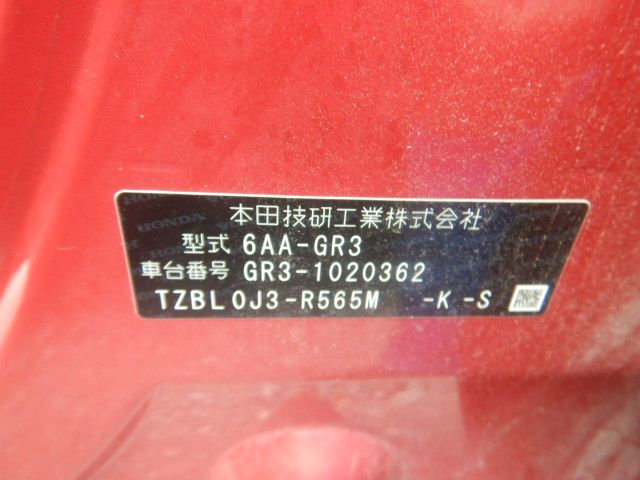 本田技研工業株式会社
型式 6AA-GR3
車台番号 GR3-1020362
TZBL0J3-R565M -K -S